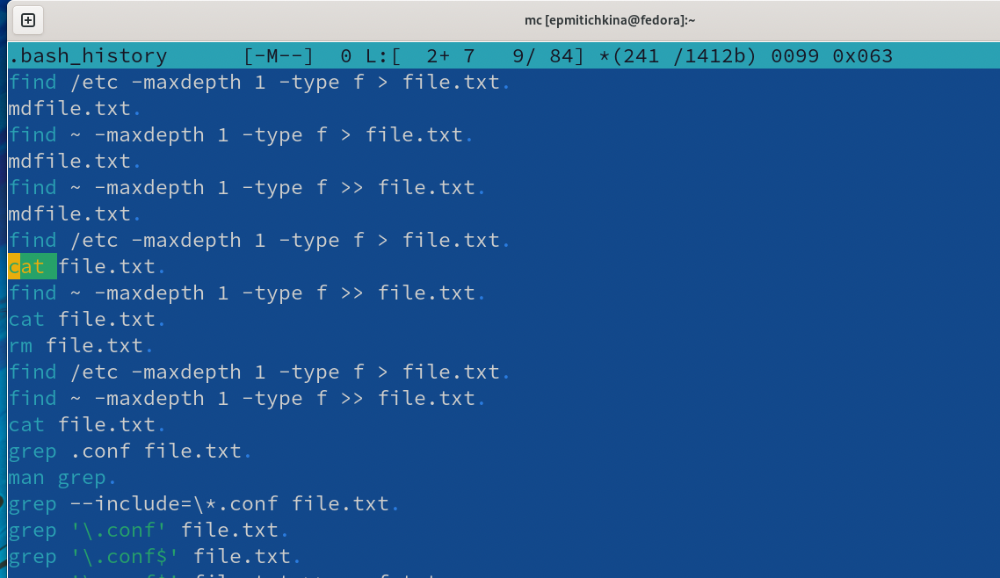 mc [epmitichkina@fedora]:~
.bash_history [-M--] 0 L:[ 2+ 7 9/ 84] *(241 /1412b) 0099 0x063
find /etc -maxdepth 1 -type f > file.txt.
mdfile.txt.
find ~ -maxdepth 1 -type f > file.txt.
mdfile.txt.
find ~ -maxdepth 1 -type f >> file.txt.
mdfile.txt.
find /etc -maxdepth 1 -type f > file.txt.
cat file.txt.
find ~ -maxdepth 1 -type f >> file.txt.
cat file.txt.
rm file.txt.
find /etc -maxdepth 1 -type f > file.txt.
find ~ -maxdepth 1 -type f >> file.txt.
cat file.txt.
grep .conf file.txt.
man grep.
grep --include=\*.conf file.txt.
grep '\.conf' file.txt.
grep '\.conf$' file.txt.